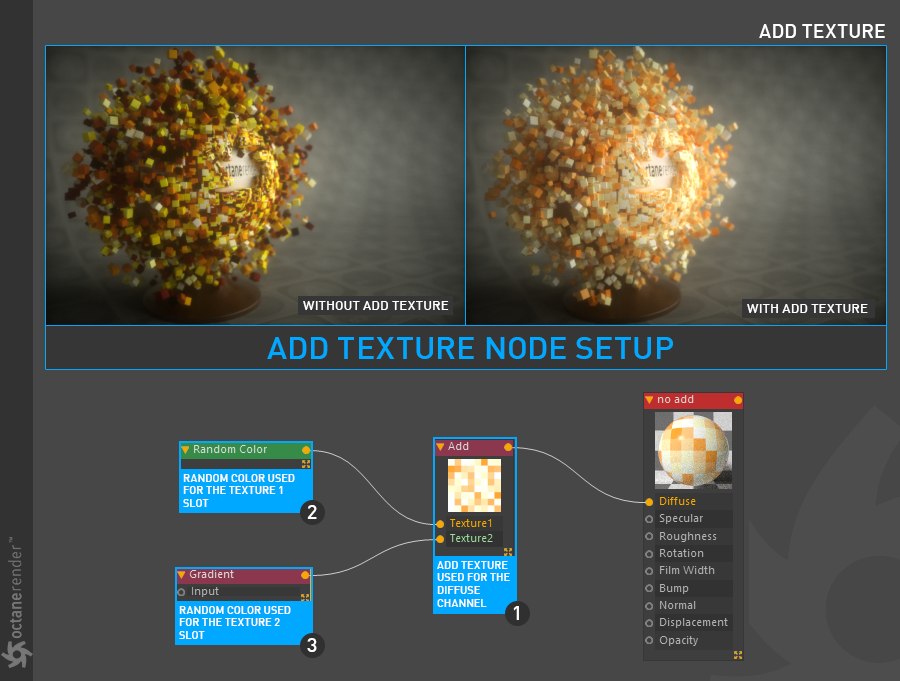 ADD TEXTURE
WITHOUT ADD TEXTURE
WITH ADD TEXTURE
ADD TEXTURE NODE SETUP
Random Color
RANDOM COLOR USED
FOR THE TEXTURE 1
SLOT
2
Gradient
Input
RANDOM COLOR USED
FOR THE TEXTURE 2
SLOT
3
Add
Texture1
Texture2
ADD TEXTURE
USED FOR THE
DIFFUSE
CHANNEL
1
no add
Diffuse
Specular
Roughness
Rotation
Film Width
Bump
Normal
Displacement
Opacity
octanerender™